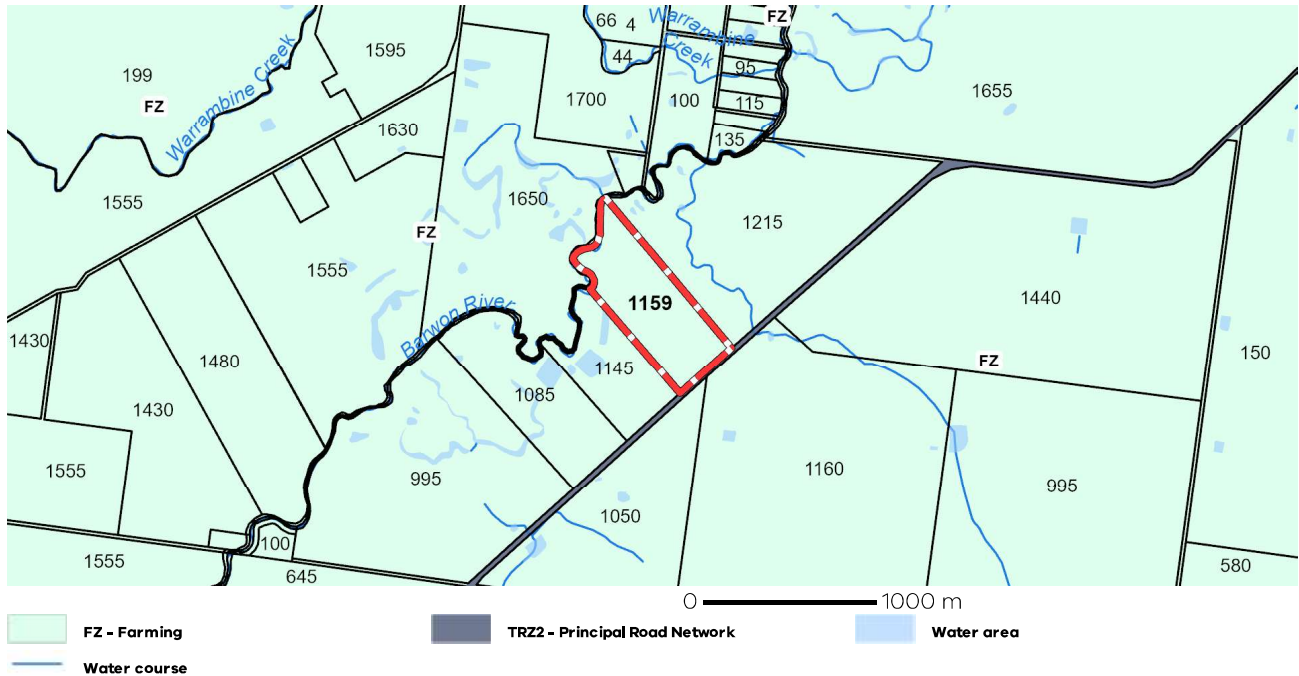 FZ
66
4
Warrambine
Creek
1595
44
199
FZ
Warrambine Creek
95
1655
1700
100
115
1630
135
1555
1650
1215
FZ
1555
1159
1440
Barwon River
1430
1480
150
FZ
1145
1085
1430
1555
995
1160
995
1050
100
1555
645
580
0
1000 m
FZ - Farming
TRZ2 - Principal Road Network
Water area
Water course